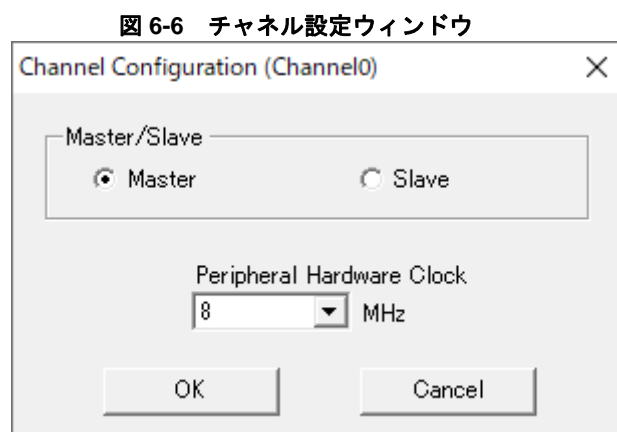 図 6-6 チャネル設定ウィンドウ
Channel Configuration (Channel0)
Master/Slave
Master Slave
Peripheral Hardware Clock
8 MHz
OK Cancel